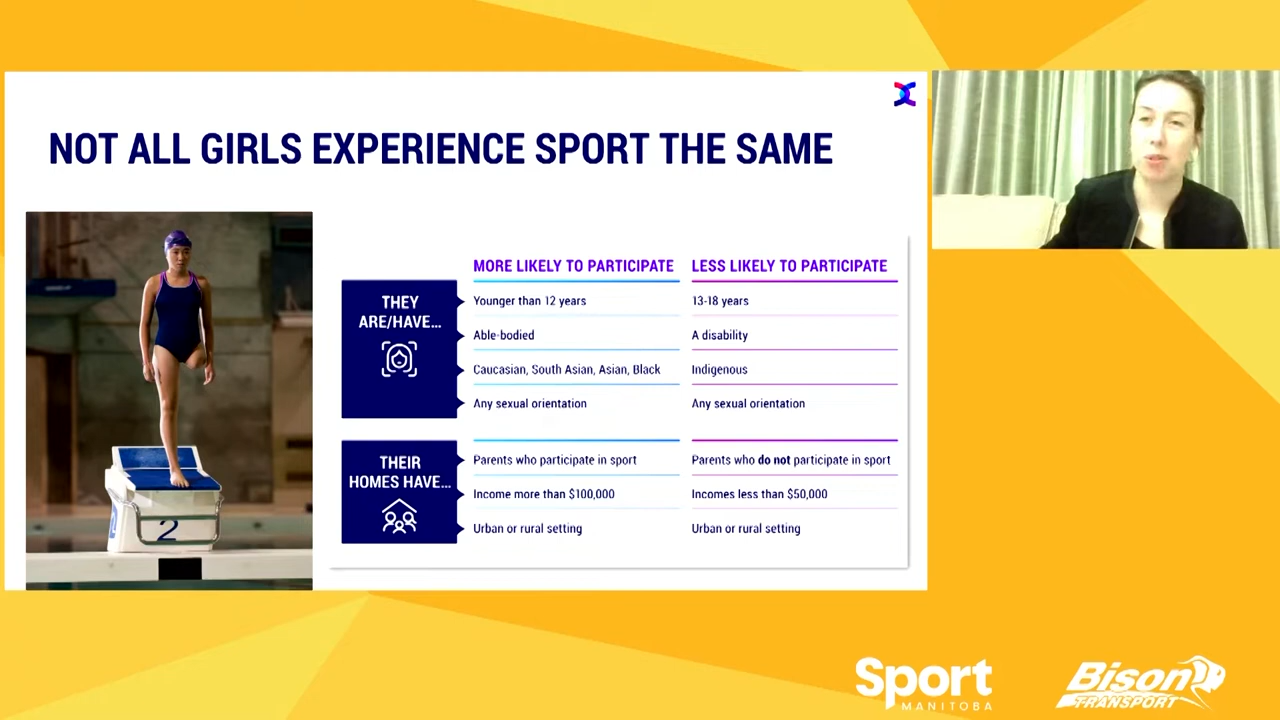 NOT ALL GIRLS EXPERIENCE SPORT THE SAME
MORE LIKELY TO PARTICIPATE
LESS LIKELY TO PARTICIPATE
THEY
ARE/HAVE...
Younger than 12 years
13-18 years
Able-bodied
A disability
Caucasian, South Asian, Asian, Black
Indigenous
Any sexual orientation
Any sexual orientation
THEIR
HOMES HAVE...
Parents who participate in sport
Parents who do not participate in sport
Income more than $100,000
Incomes less than $50,000
Urban or rural setting
Urban or rural setting
2
Sport
MANITOBA
Bison
TRANSPORT